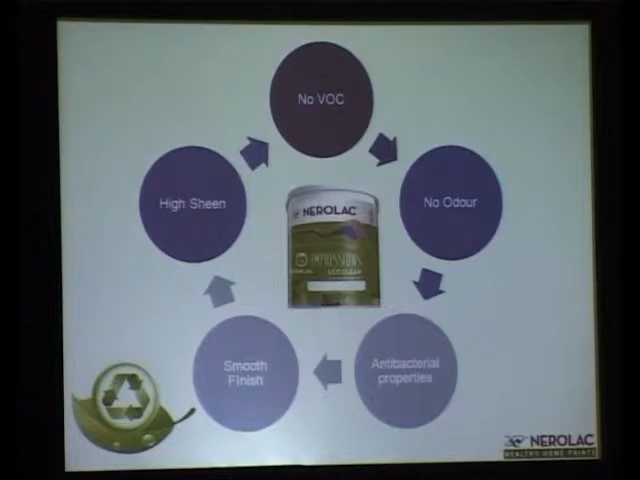 No VOC
High Sheen
No Odour
NEROLAC
IMPRESSIONS
ECO CLEAN
Smooth
FInish
Antibacterial
properties
NEROLAC
HEALTHY HOME PAINTS